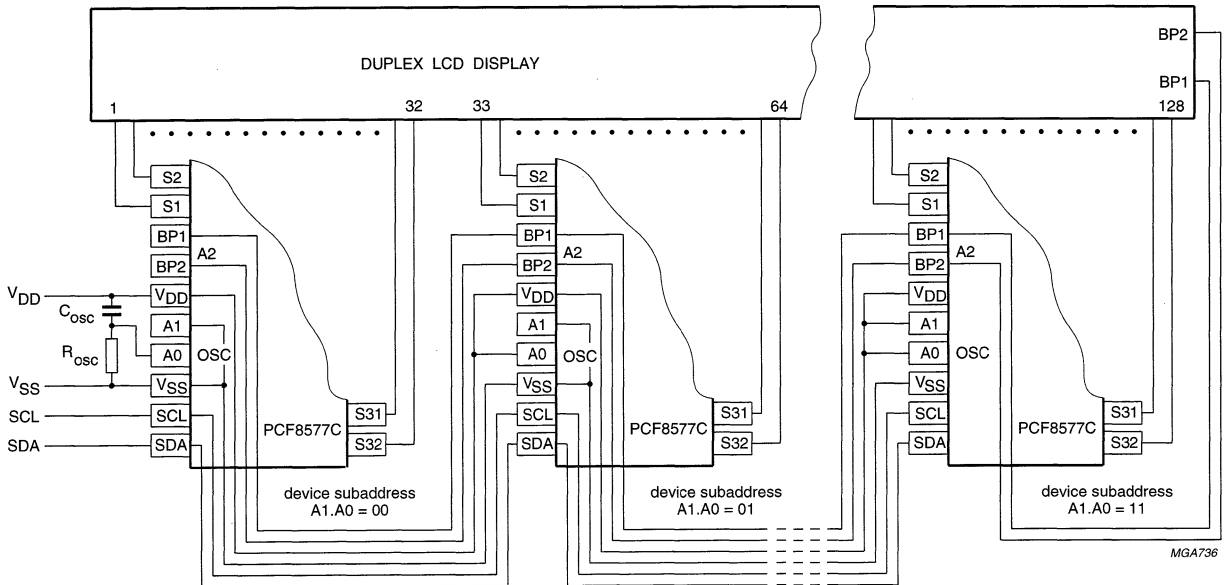 DUPLEX LCD DISPLAY
BP2
BP1
1 32 33 64 128
S2 S2 S2
S1 S1 S1
BP1 BP1 BP1
A2 A2 A2
BP2 BP2 BP2
VDD VDD VDD VDD
Cosc
A1 A1 A1
Rosc A0 OSC A0 OSC A0 OSC
VSS VSS VSS VSS
SCL SCL PCF8577C S31 SCL PCF8577C S31 SCL PCF8577C S31
SDA SDA S32 SDA S32 SDA S32
device subaddress device subaddress device subaddress
A1.A0 = 00 A1.A0 = 01 A1.A0 = 11
MGA736